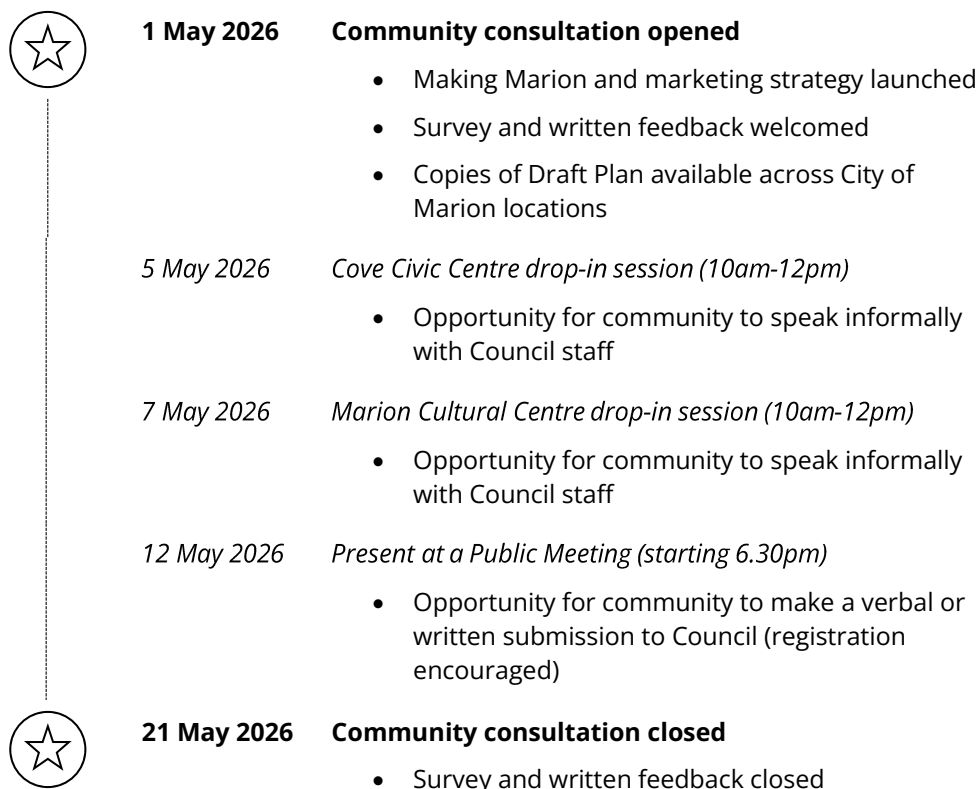 1 May 2026 Community consultation opened
• Making Marion and marketing strategy launched
• Survey and written feedback welcomed
• Copies of Draft Plan available across City of
Marion locations
5 May 2026 Cove Civic Centre drop-in session (10am-12pm)
• Opportunity for community to speak informally
with Council staff
7 May 2026 Marion Cultural Centre drop-in session (10am-12pm)
• Opportunity for community to speak informally
with Council staff
12 May 2026 Present at a Public Meeting (starting 6.30pm)
• Opportunity for community to make a verbal or
written submission to Council (registration
encouraged)
21 May 2026 Community consultation closed
• Survey and written feedback closed